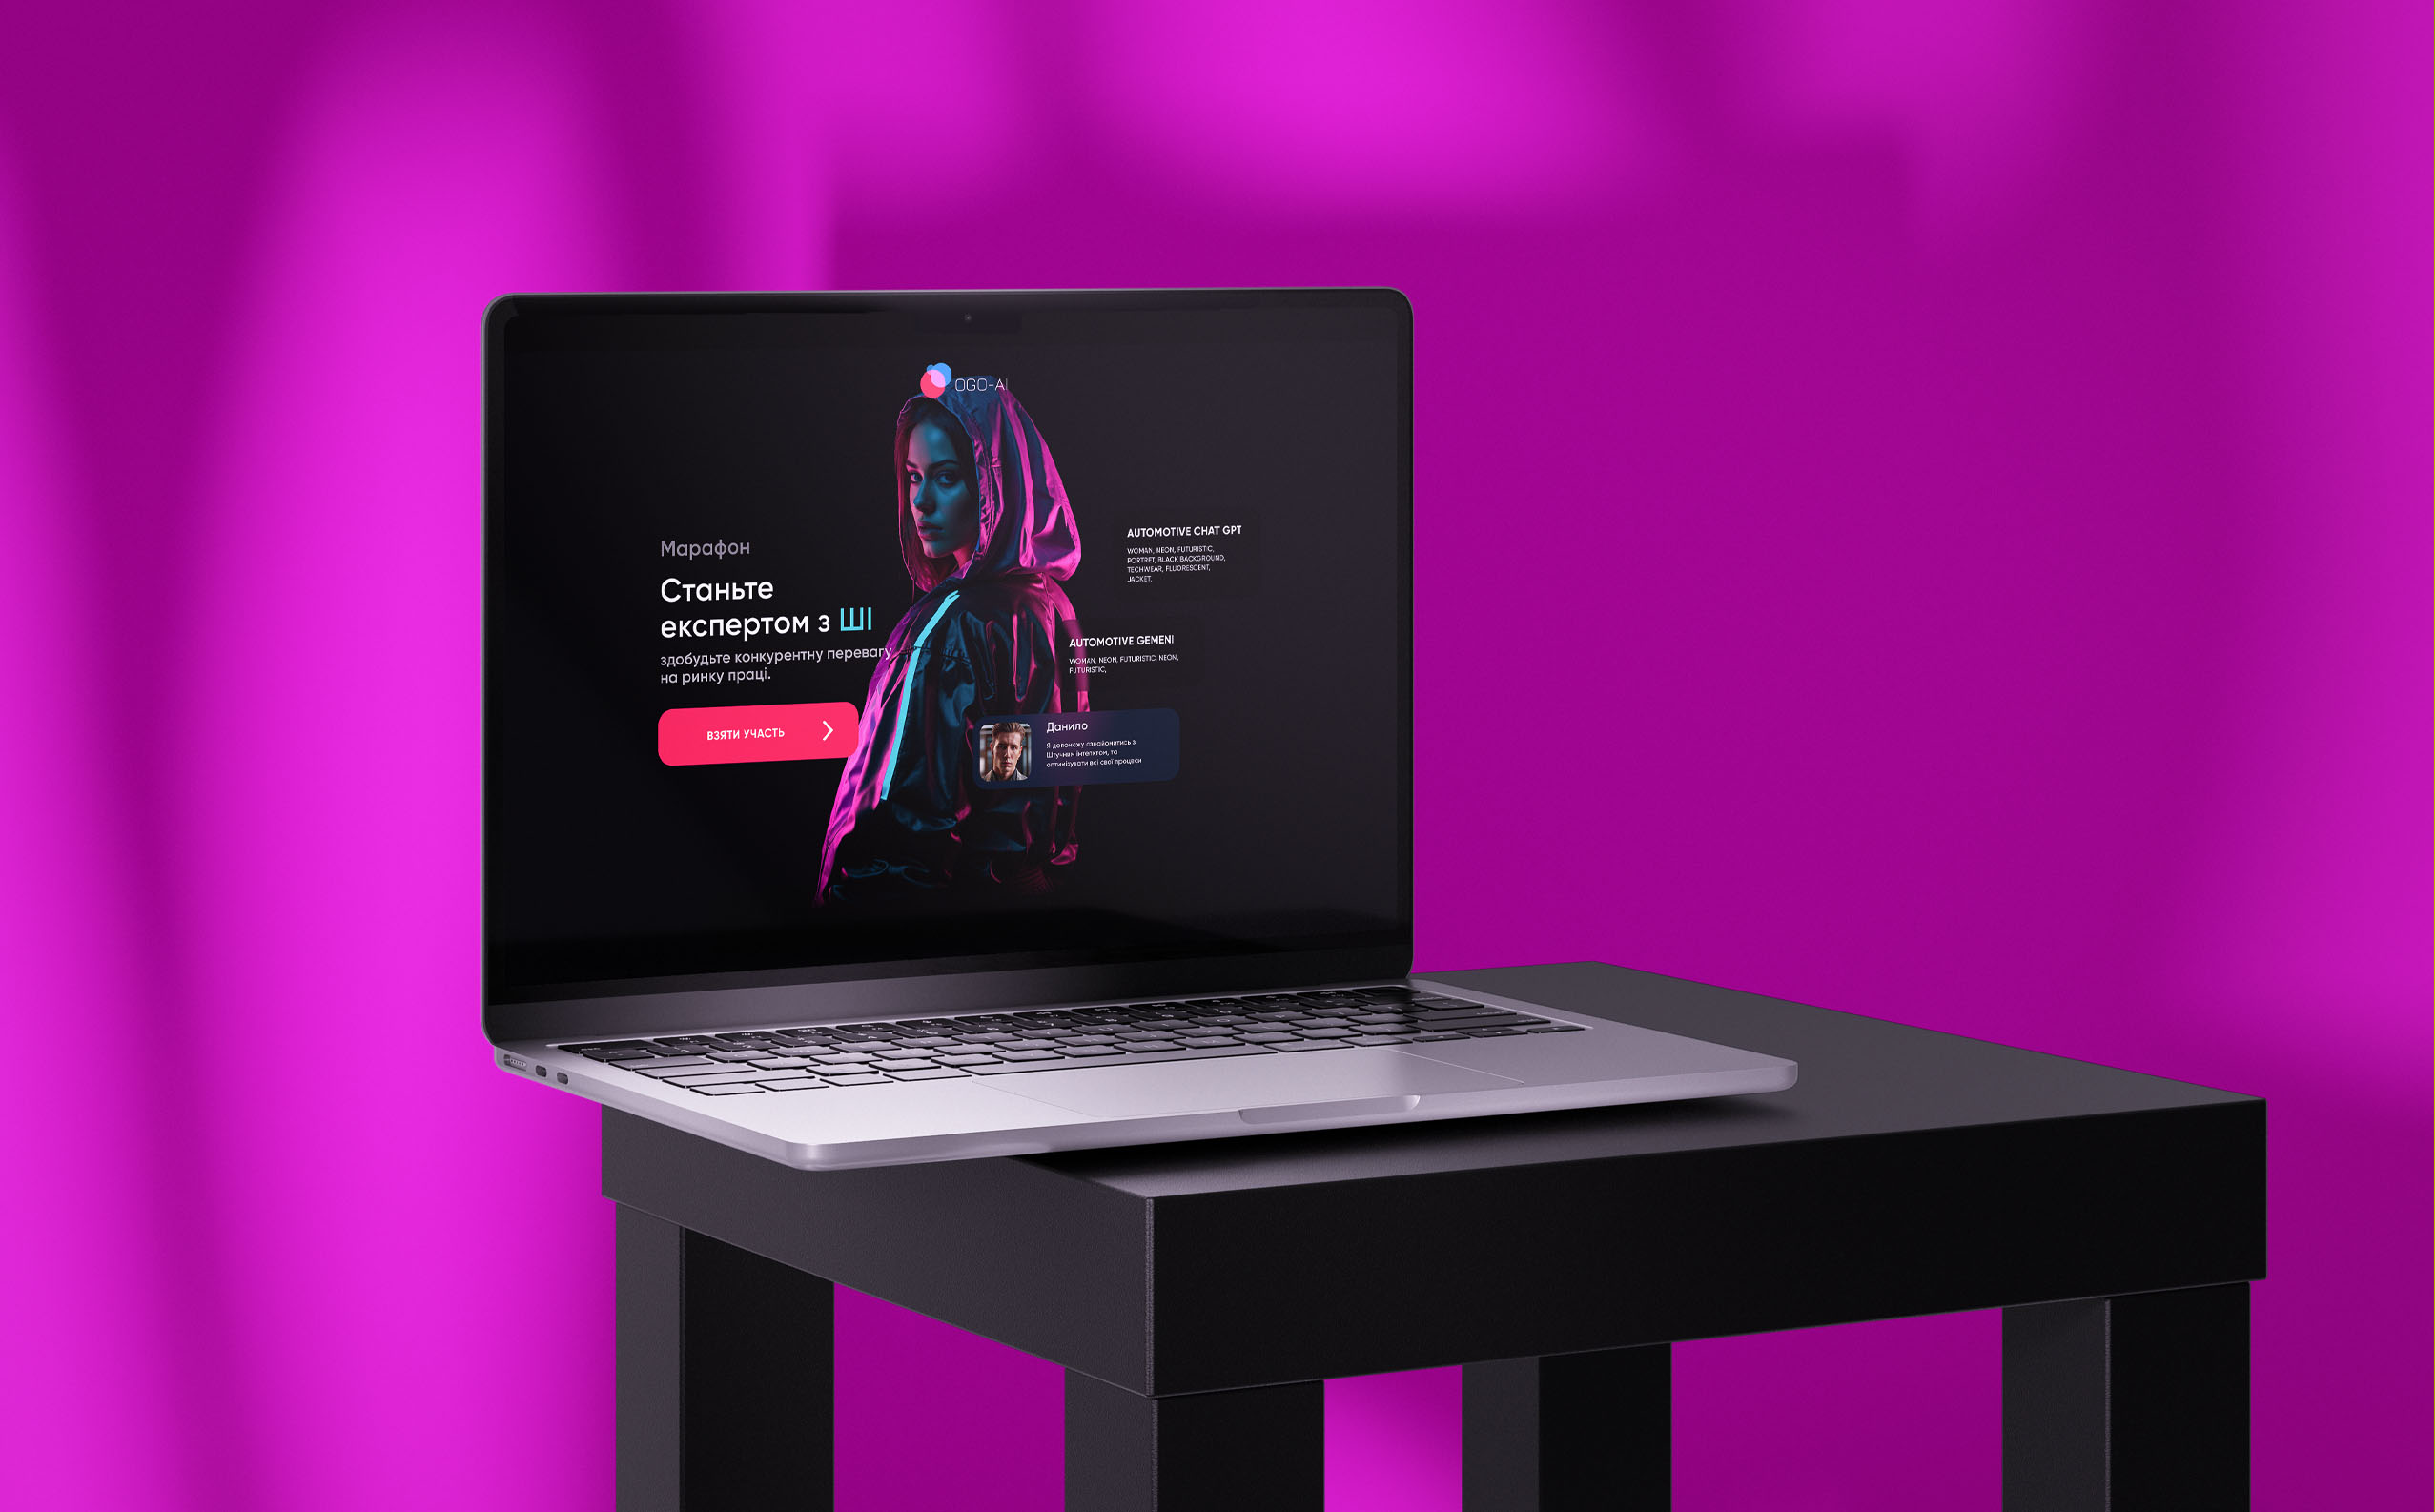 OGO-AI
Марафон
Станьте
експертом з ШІ
здобудьте конкурентну перевагу
на ринку праці.
ВЗЯТИ УЧАСТЬ
AUTOMOTIVE CHAT GPT
WOMAN, NEON, FUTURISTIC,
PORTRET, BLACK BACKGROUND,
TECHWEAR, FLUORESCENT,
JACKET,
AUTOMOTIVE GEMENI
WOMAN, NEON, FUTURISTIC, NEON,
FUTURISTIC,
Данило
Я допоможу ознайомитись з
Штучним інтелктом, та
оптимізувати всі свої процеси